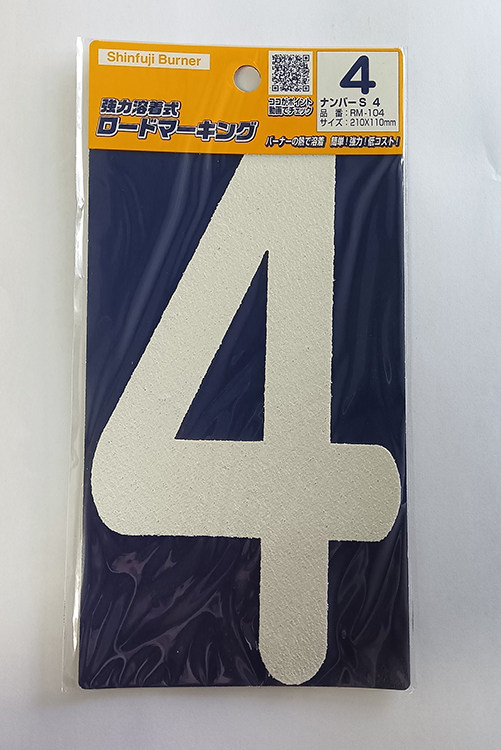 Shinfuji Burner
強力溶着式
ロードマーキング
ココがポイント
動画でチェック
4
ナンバーS 4
品 番：RM-104
サイズ：210X110mm
バーナーの熱で溶着 簡単！強力！低コスト！
4